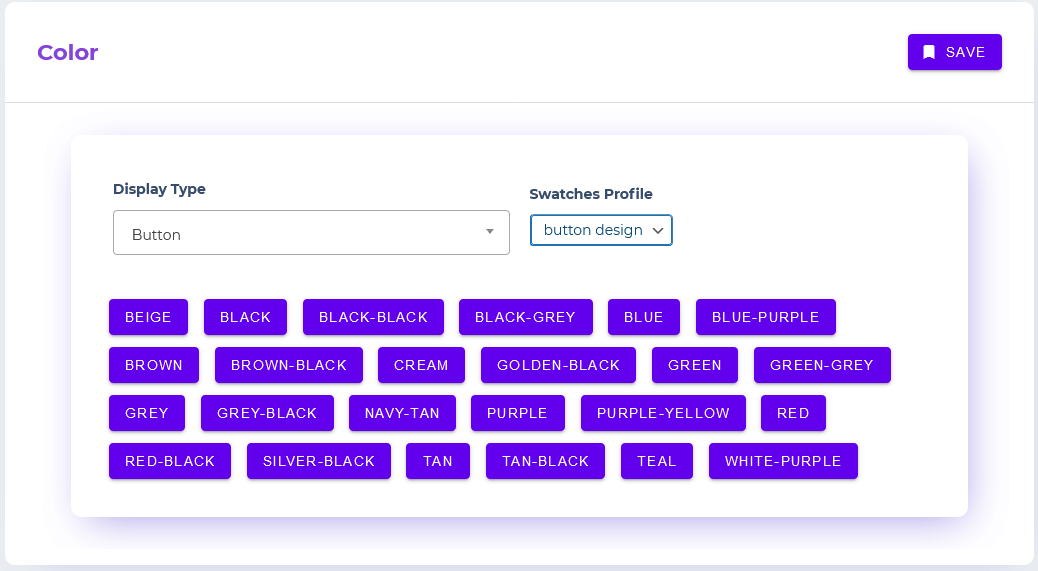 Color
SAVE
Display Type
Swatches Profile
Button
button design
BEIGE BLACK BLACK-BLACK BLACK-GREY BLUE BLUE-PURPLE
BROWN BROWN-BLACK CREAM GOLDEN-BLACK GREEN GREEN-GREY
GREY GREY-BLACK NAVY-TAN PURPLE PURPLE-YELLOW RED
RED-BLACK SILVER-BLACK TAN TAN-BLACK TEAL WHITE-PURPLE